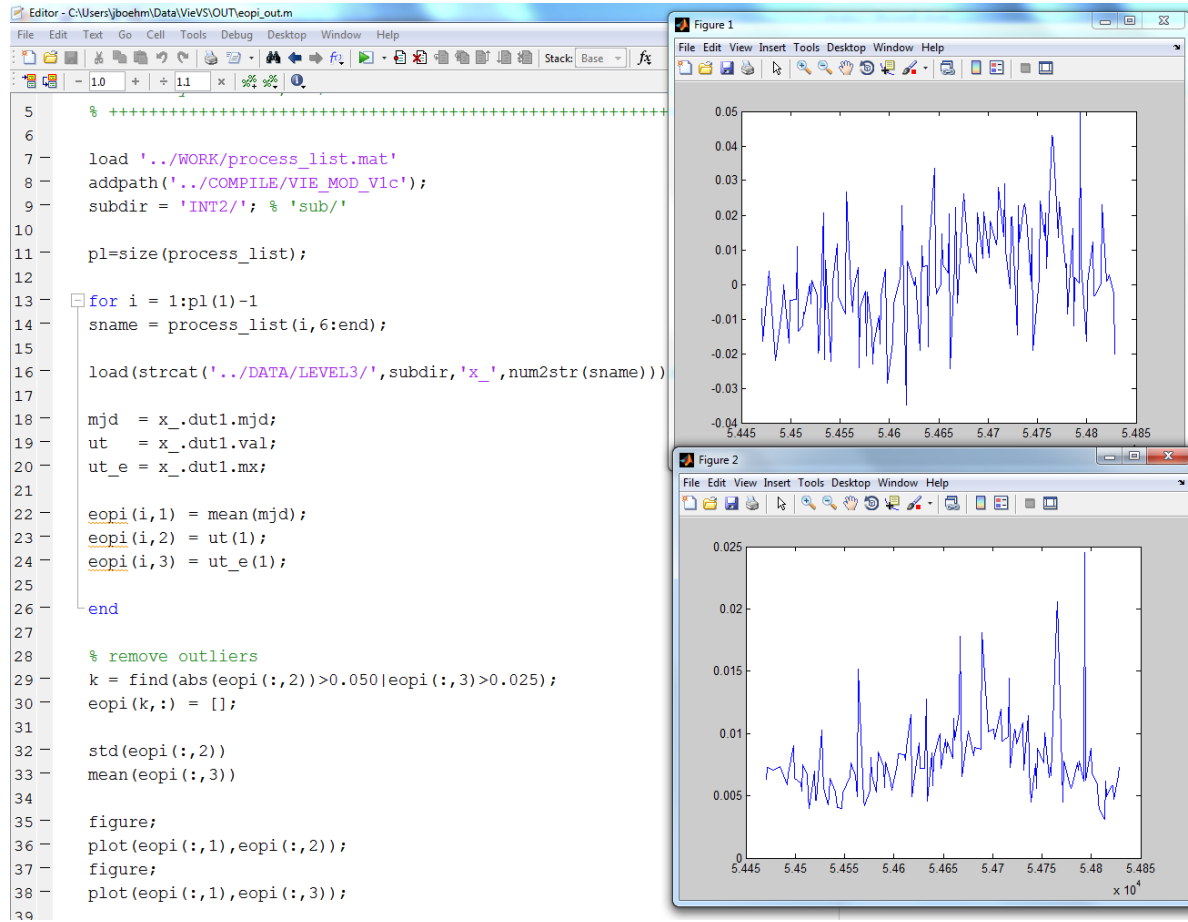 Editor - C:\Users\jboehm\Data\VieVS\OUT\eopi_out.m
File Edit Text Go Cell Tools Debug Desktop Window Help
Stack: Base fx
− 1.0 + ÷ 1.1 ×
5 % +++++++++++++++++++++++++++++++++++++++++++++++++++++++
6
7 − load '../WORK/process_list.mat'
8 − addpath('../COMPILE/VIE_MOD_V1c');
9 − subdir = 'INT2/'; % 'sub/'
10
11 − pl=size(process_list);
12
13 − for i = 1:pl(1)-1
14 − sname = process_list(i,6:end);
15
16 − load(strcat('../DATA/LEVEL3/',subdir,'x_',num2str(sname)))
17
18 − mjd = x_.dut1.mjd;
19 − ut = x_.dut1.val;
20 − ut_e = x_.dut1.mx;
21
22 − eopi(i,1) = mean(mjd);
23 − eopi(i,2) = ut(1);
24 − eopi(i,3) = ut_e(1);
25
26 − end
27
28 % remove outliers
29 − k = find(abs(eopi(:,2))>0.050|eopi(:,3)>0.025);
30 − eopi(k,:) = [];
31
32 − std(eopi(:,2))
33 − mean(eopi(:,3))
34
35 − figure;
36 − plot(eopi(:,1),eopi(:,2));
37 − figure;
38 − plot(eopi(:,1),eopi(:,3));
39
Figure 1
File Edit View Insert Tools Desktop Window Help
0.05
0.04
0.03
0.02
0.01
0
-0.01
-0.02
-0.03
-0.04
5.445 5.45 5.455 5.46 5.465 5.47 5.475 5.48 5.485
Figure 2
File Edit View Insert Tools Desktop Window Help
0.025
0.02
0.015
0.01
0.005
0
5.445 5.45 5.455 5.46 5.465 5.47 5.475 5.48 5.485
x 10^4